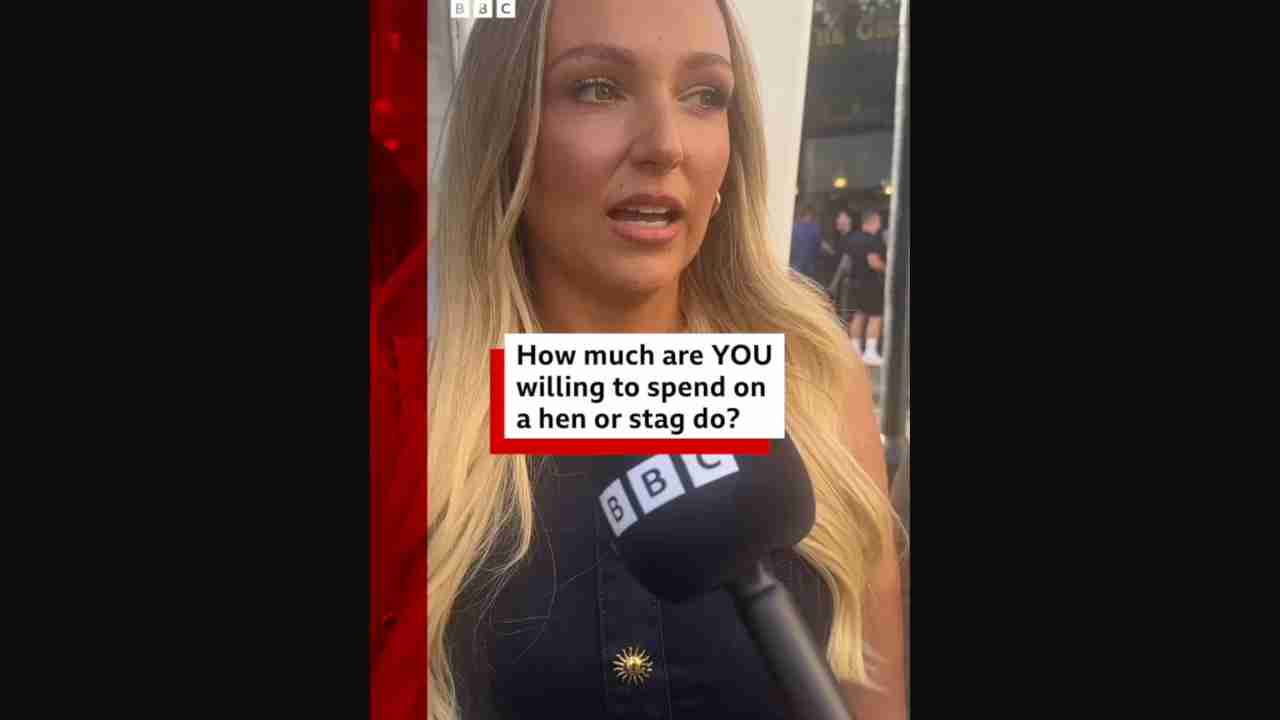 BBC
How much are YOU
willing to spend on
a hen or stag do?
BBC